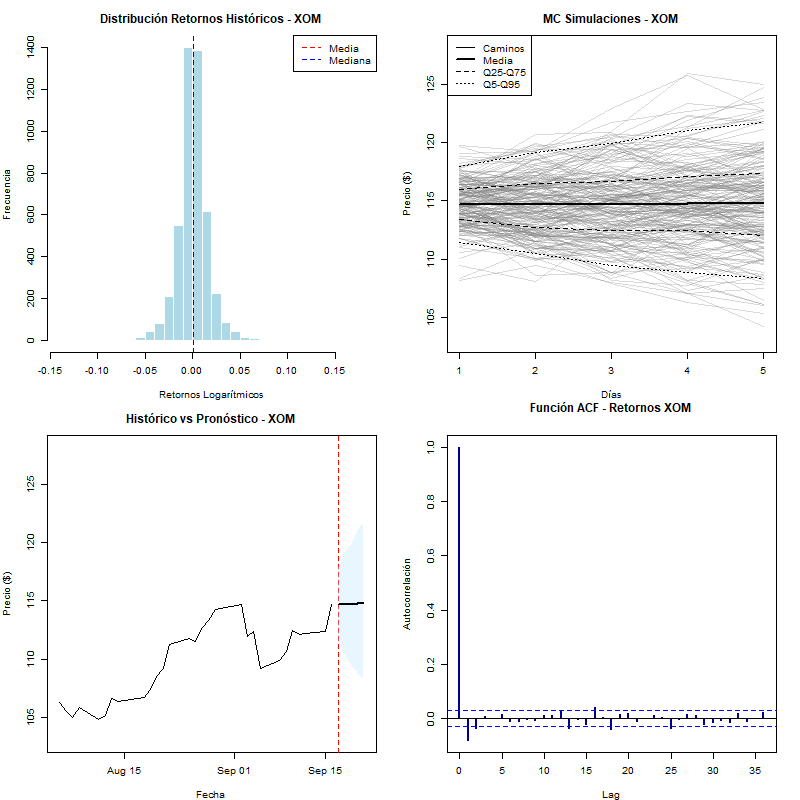 Distribución Retornos Históricos - XOM
Media
Mediana
Frecuencia
0
200
400
600
800
1000
1200
1400
-0.15
-0.10
-0.05
0.00
0.05
0.10
0.15
Retornos Logarítmicos
MC Simulaciones - XOM
Caminos
Media
Q25-Q75
Q5-Q95
Precio ($)
105
110
115
120
125
1
2
3
4
5
Días
Histórico vs Pronóstico - XOM
Precio ($)
105
110
115
120
125
Aug 15
Sep 01
Sep 15
Fecha
Función ACF - Retornos XOM
Autocorrelación
0.0
0.2
0.4
0.6
0.8
1.0
0
5
10
15
20
25
30
35
Lag